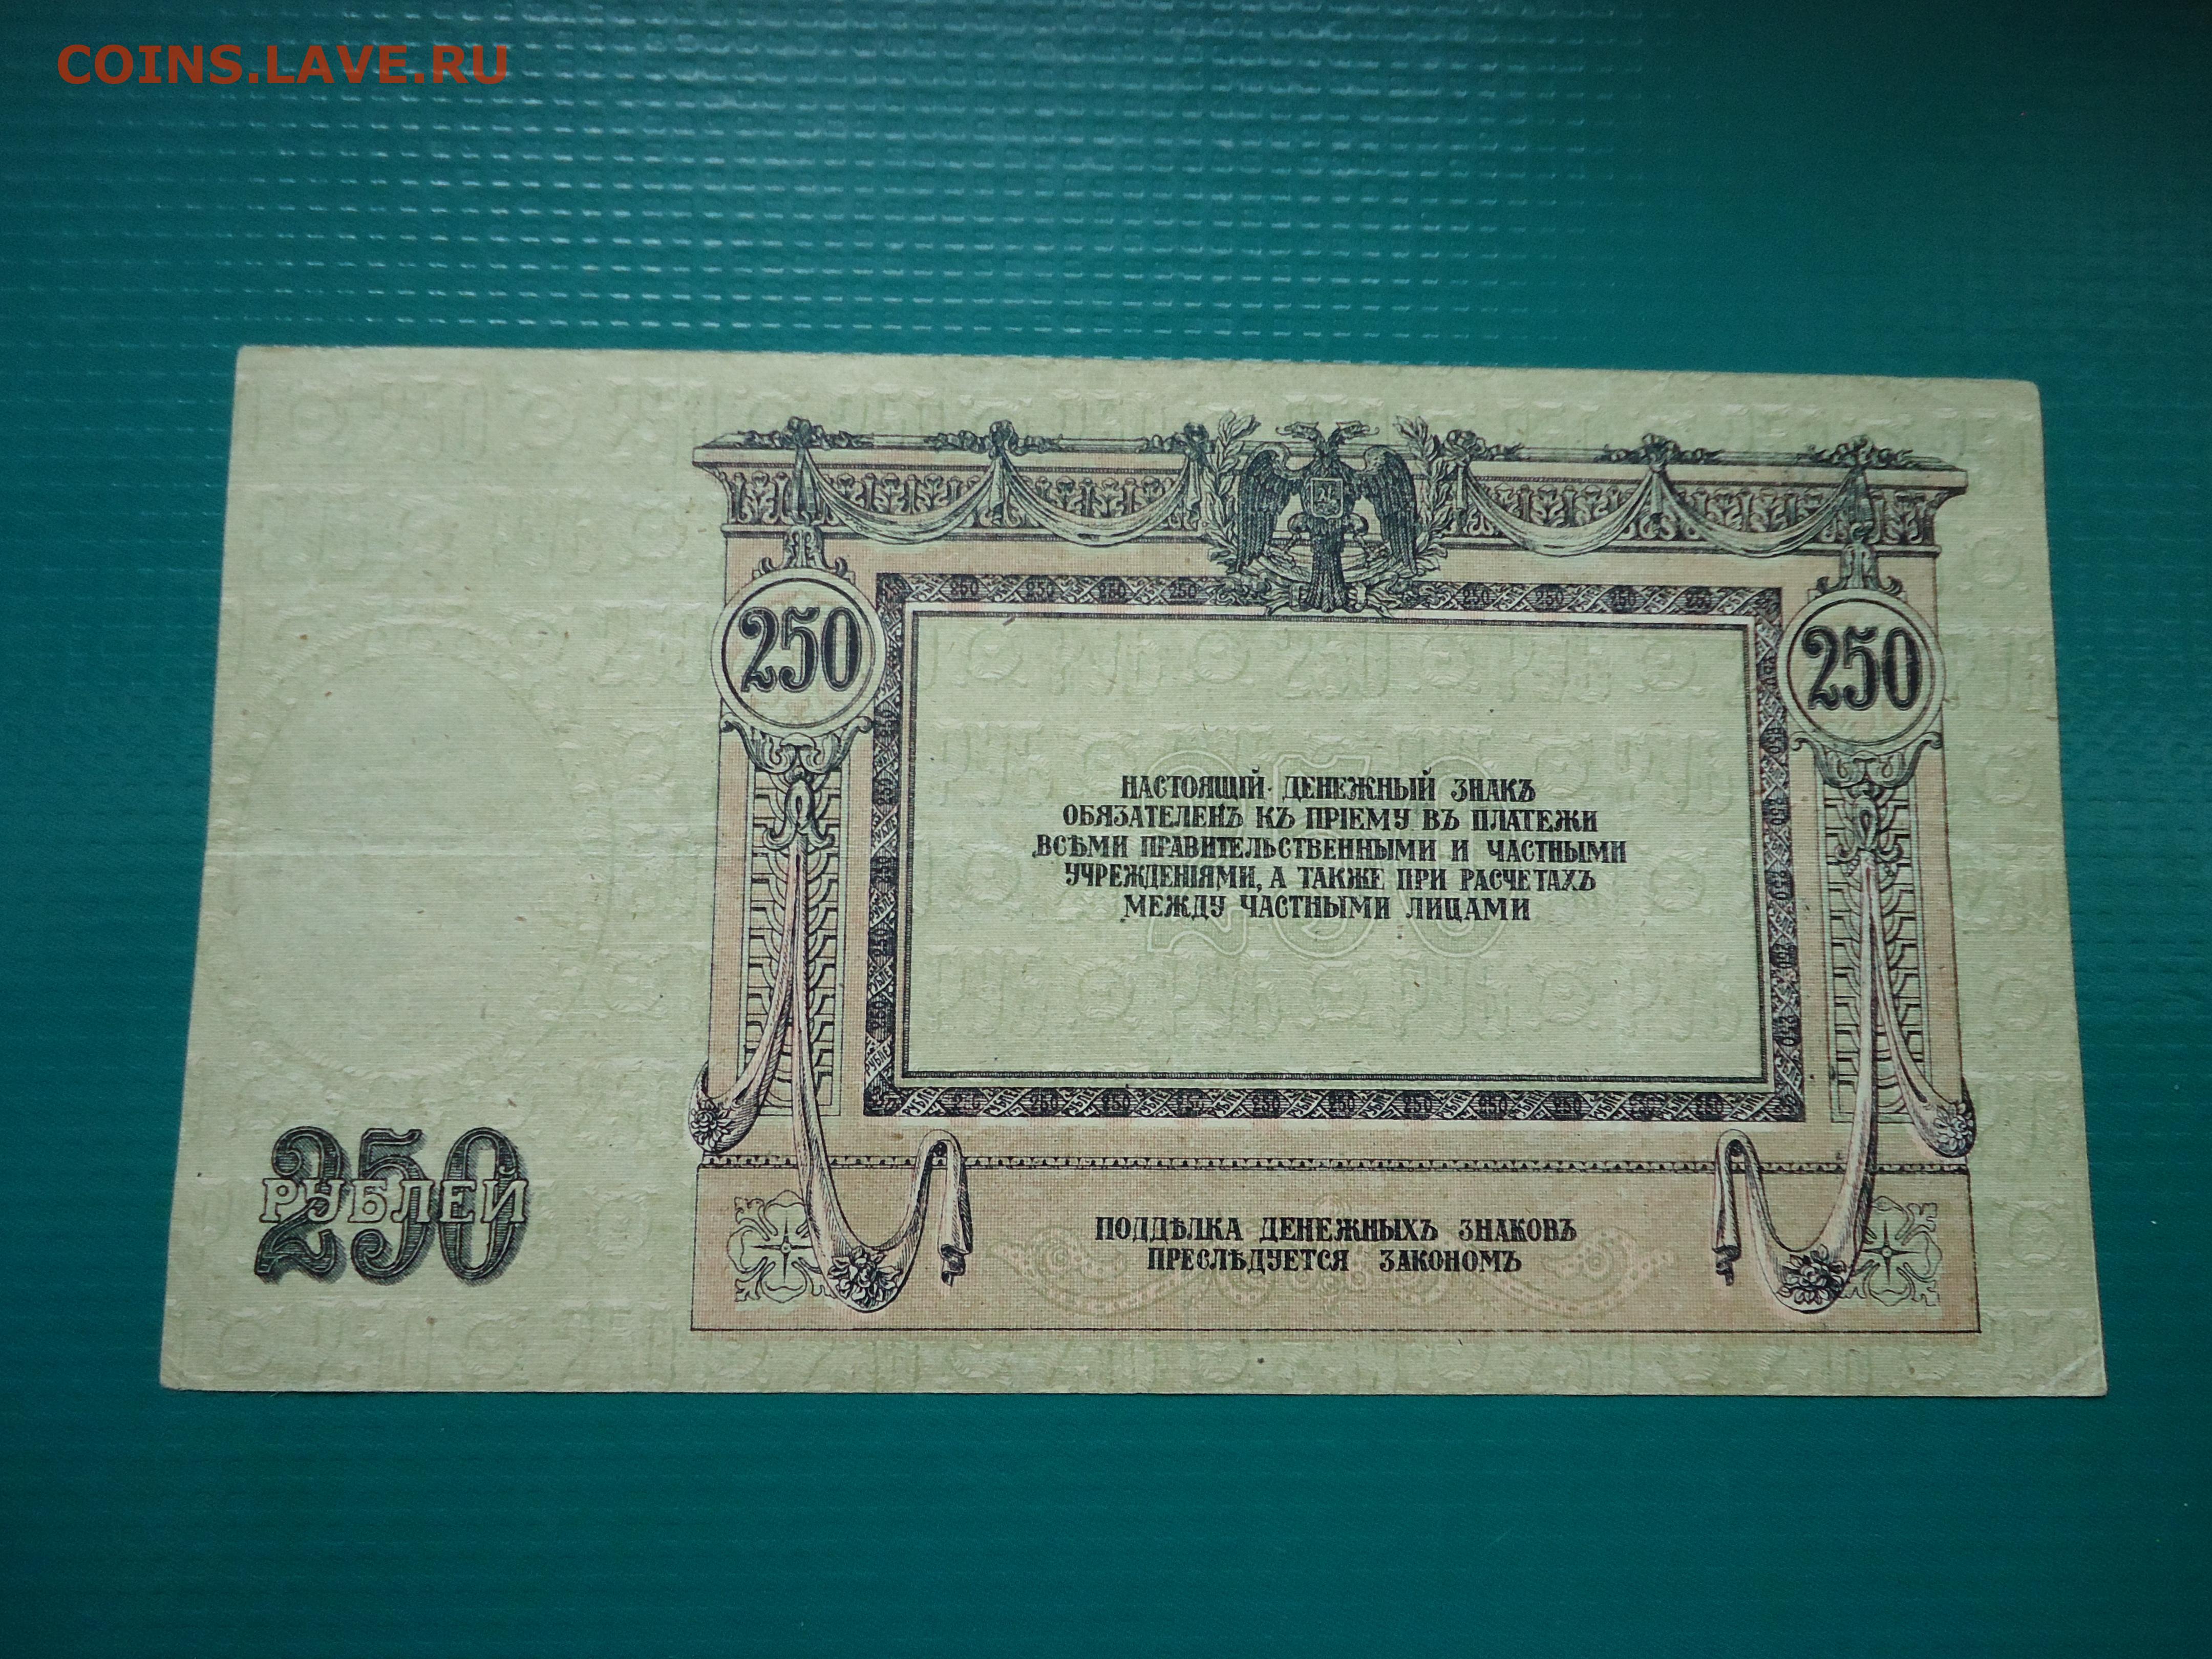 COINS.LAVE.RU
250
250
НАСТОЯЩІЙ ДЕНЕЖНЫЙ ЗНАКЪ
ОБЯЗАТЕЛЕНЪ КЪ ПРІЕМУ ВЪ ПЛАТЕЖИ
ВСѢМИ ПРАВИТЕЛЬСТВЕННЫМИ И ЧАСТНЫМИ
УЧРЕЖДЕНІЯМИ, А ТАКЖЕ ПРИ РАСЧЕТАХЪ
МЕЖДУ ЧАСТНЫМИ ЛИЦАМИ
250
250
РУБЛЕЙ
ПОДДѢЛКА ДЕНЕЖНЫХЪ ЗНАКОВЪ
ПРЕСЛѢДУЕТСЯ ЗАКОНОМЪ